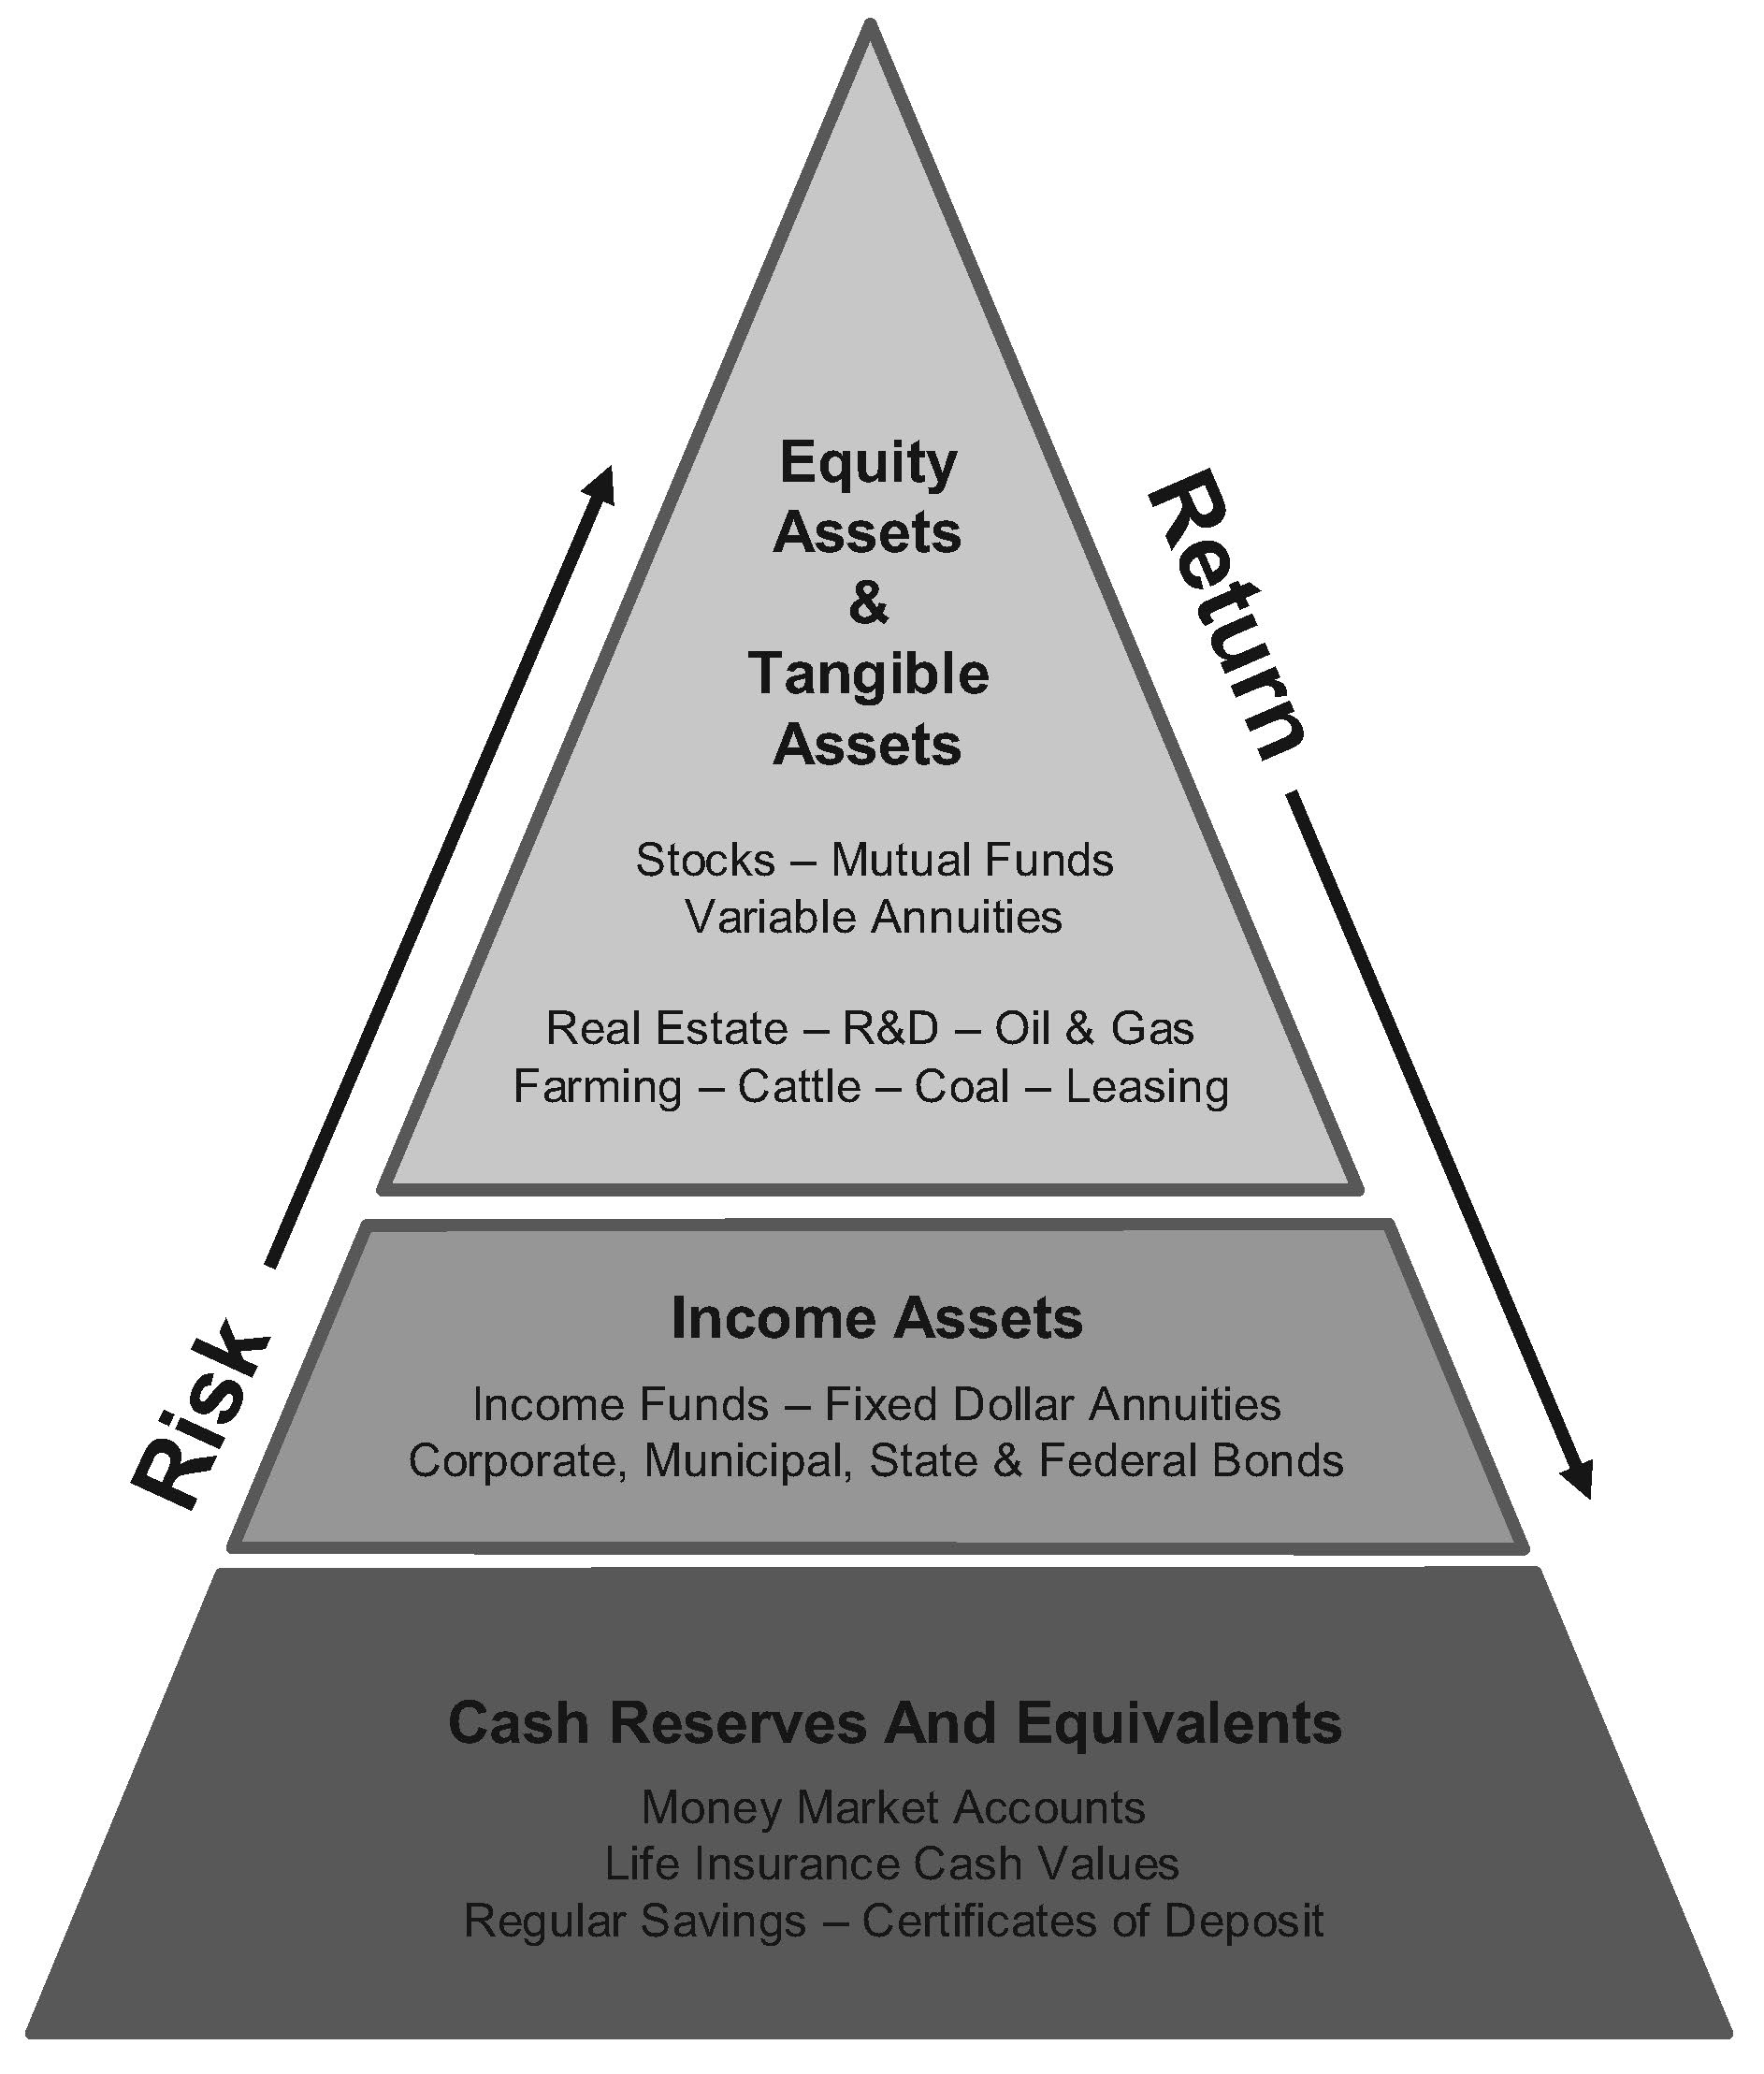 Equity
Assets
&
Tangible
Assets
Stocks – Mutual Funds
Variable Annuities
Real Estate – R&D – Oil & Gas
Farming – Cattle – Coal – Leasing
Risk
Return
Income Assets
Income Funds – Fixed Dollar Annuities
Corporate, Municipal, State & Federal Bonds
Cash Reserves And Equivalents
Money Market Accounts
Life Insurance Cash Values
Regular Savings – Certificates of Deposit